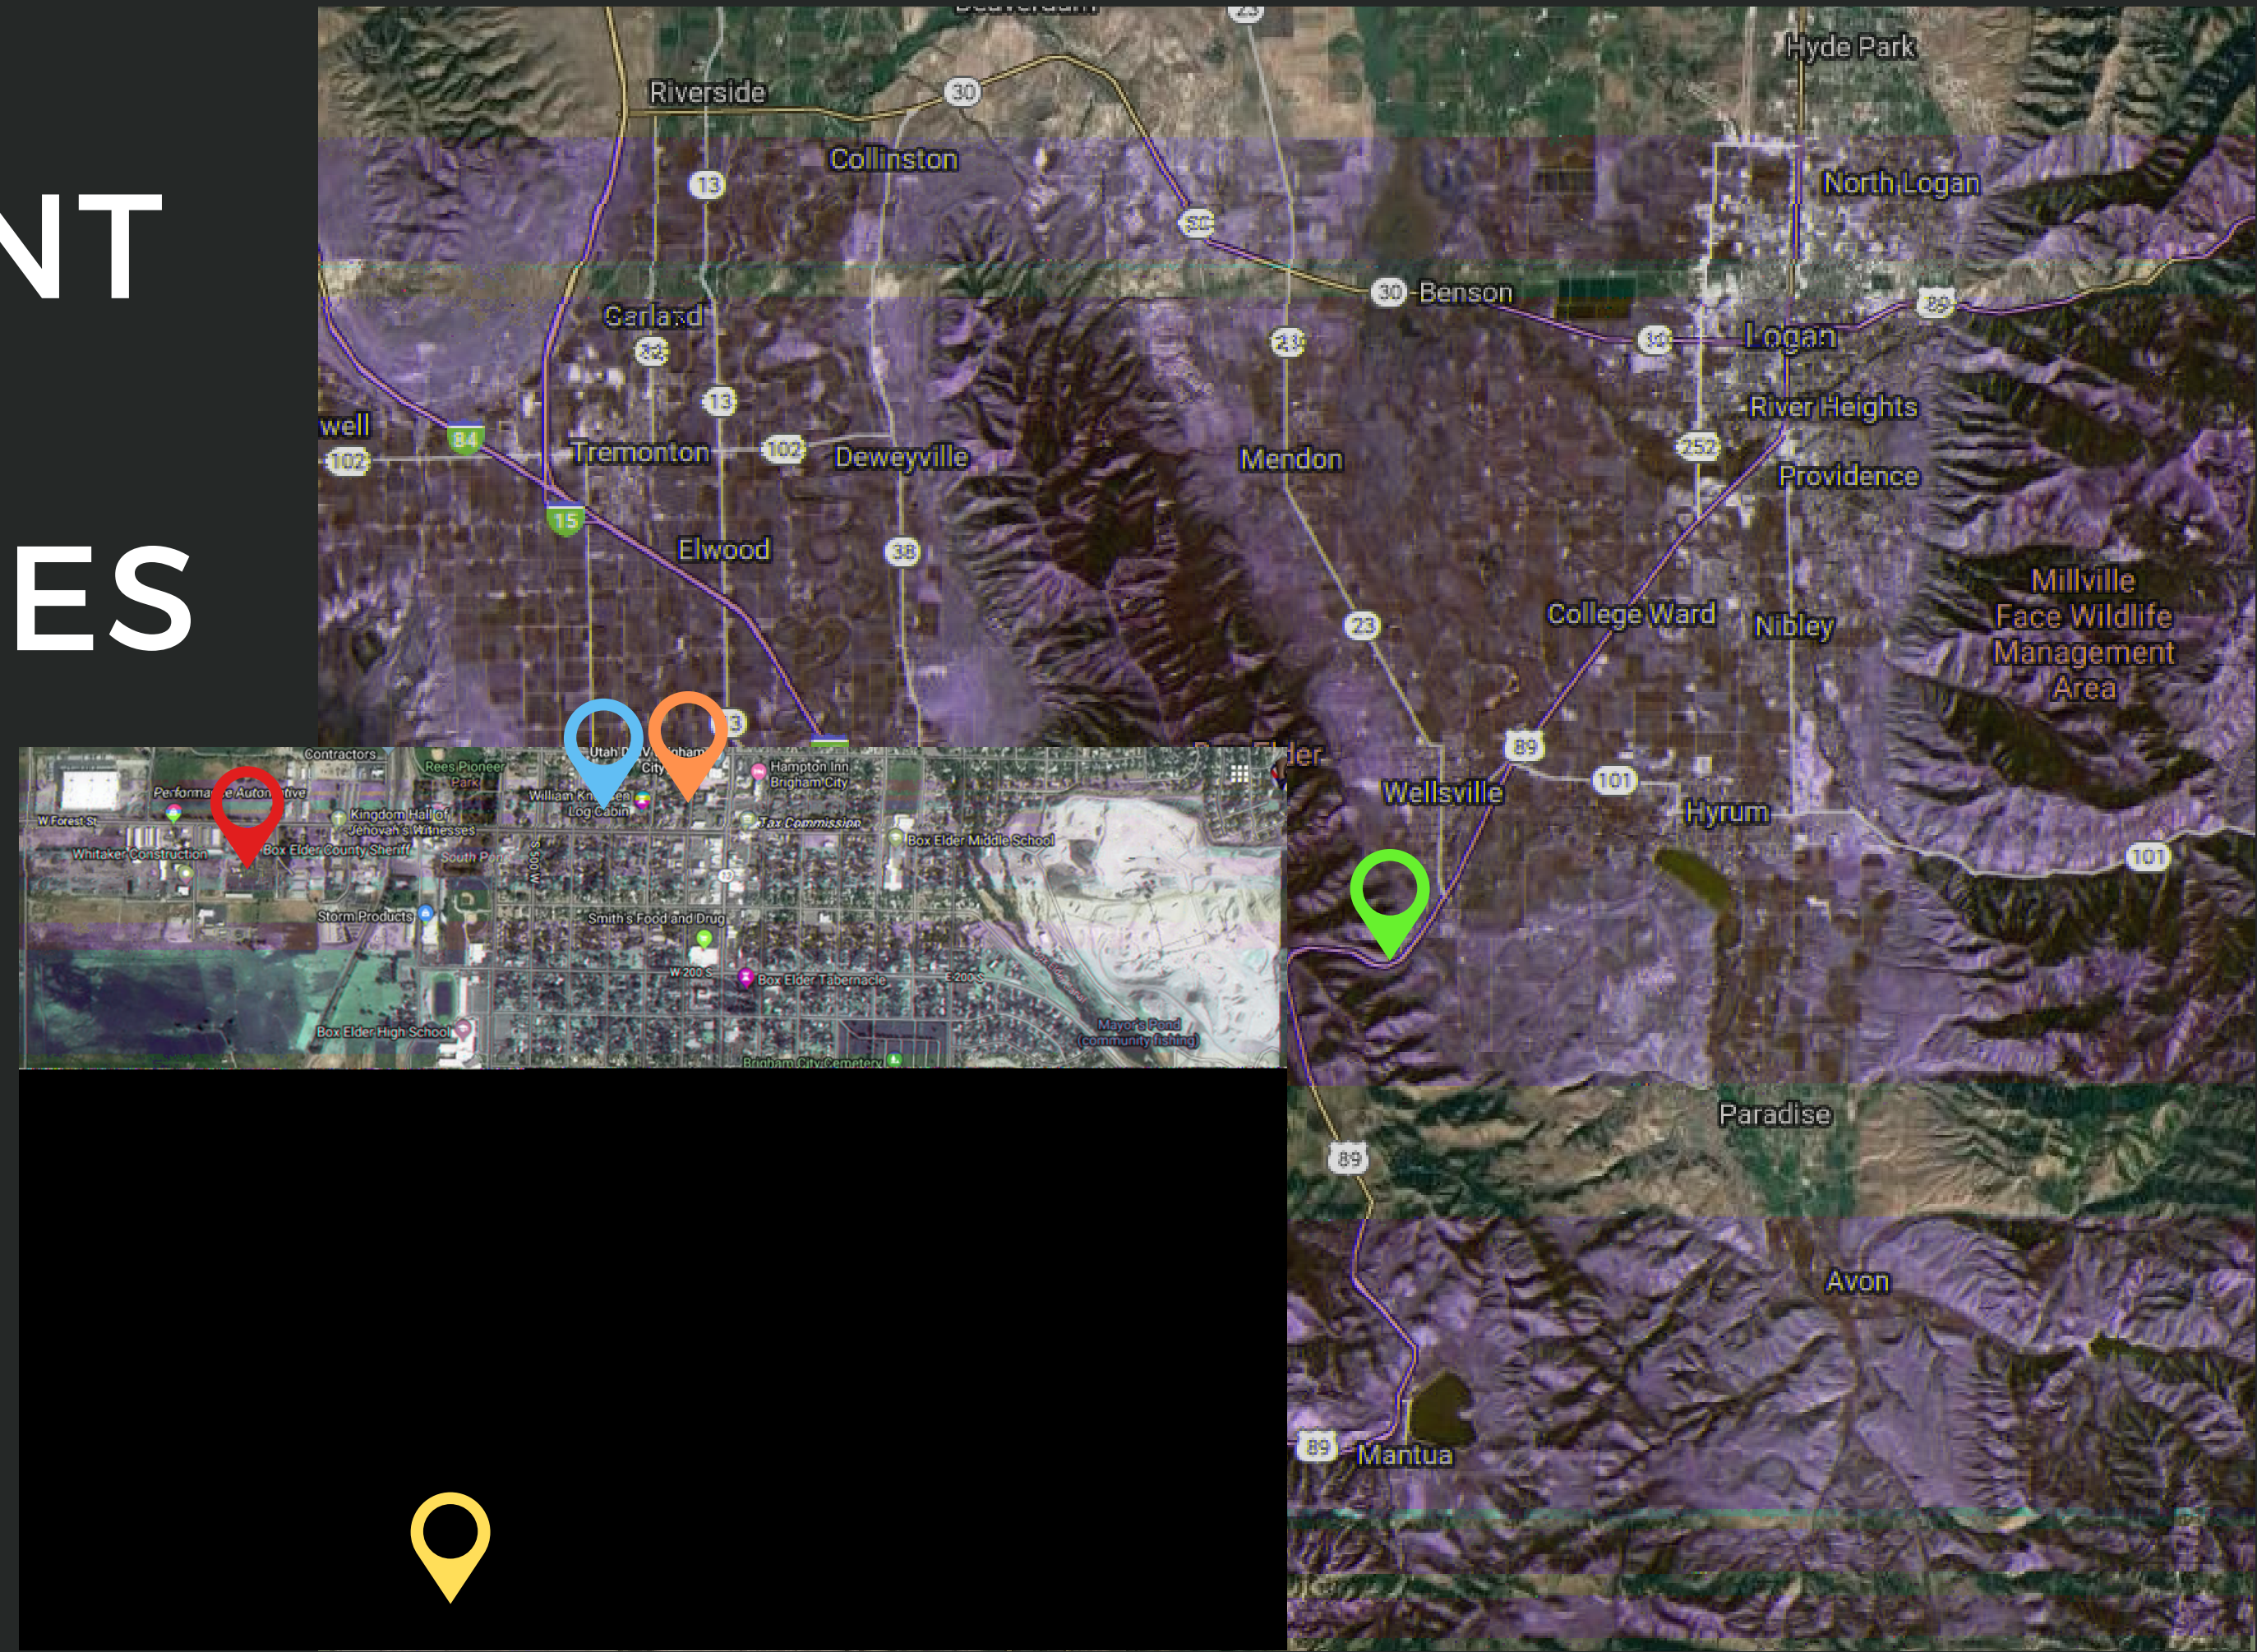 NT
ES
23
Hyde Park
Riverside
30
Collinston
13
North Logan
30
Benson
Garland
89
Logan
13
River Heights
well
84
102
Tremonton
102
Deweyville
Mendon
252
Providence
15
Elwood
38
Millville
Face Wildlife
Management
Area
23
College Ward
Nibley
89
101
Wellsville
Hyrum
101
Paradise
89
Avon
89
Mantua
Contractors
Rees Pioneer
Park
Hampton Inn
Brigham City
W Forest St
Kingdom Hall of
Jehovah's Witnesses
Log Cabin
Tax Commission
Box Elder Middle School
Whitaker Construction
Box Elder County Sheriff
South Pond
S 500 W
13
Storm Products
Smith's Food and Drug
W 200 S
Box Elder Tabernacle
E 200 S
Box Elder High School
Mayor's Pond
(community fishing)
Brigham City Cemetery